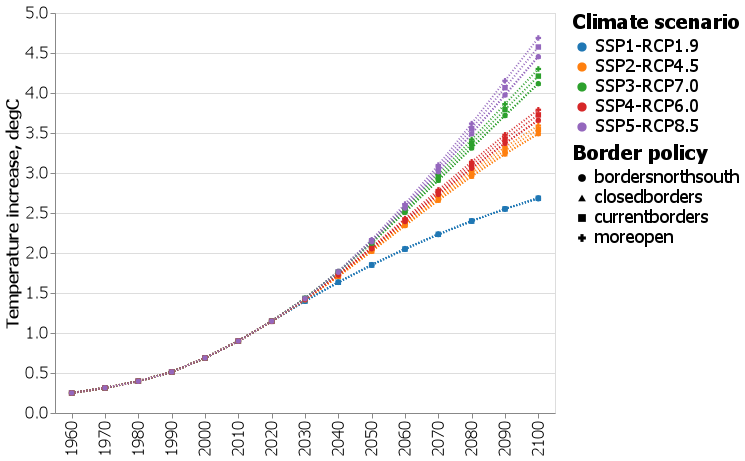 5.0
4.5
4.0
3.5
3.0
2.5
2.0
1.5
1.0
0.5
0.0
Temperature increase, degC
1960
1970
1980
1990
2000
2010
2020
2030
2040
2050
2060
2070
2080
2090
2100
Climate scenario
SSP1-RCP1.9
SSP2-RCP4.5
SSP3-RCP7.0
SSP4-RCP6.0
SSP5-RCP8.5
Border policy
bordersnorthsouth
closedborders
currentborders
moreopen